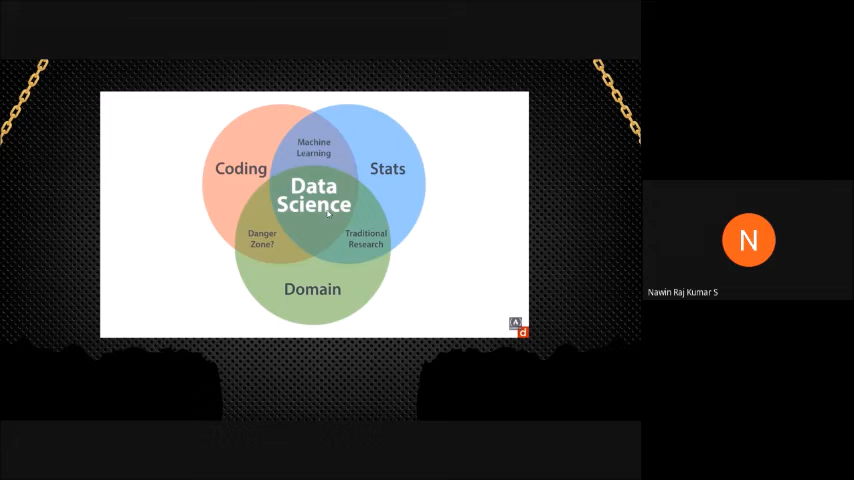 Machine
Learning
Coding
Stats
Data
Science
Danger
Zone?
Traditional
Research
Domain
d
N
Nawin Raj Kumar S